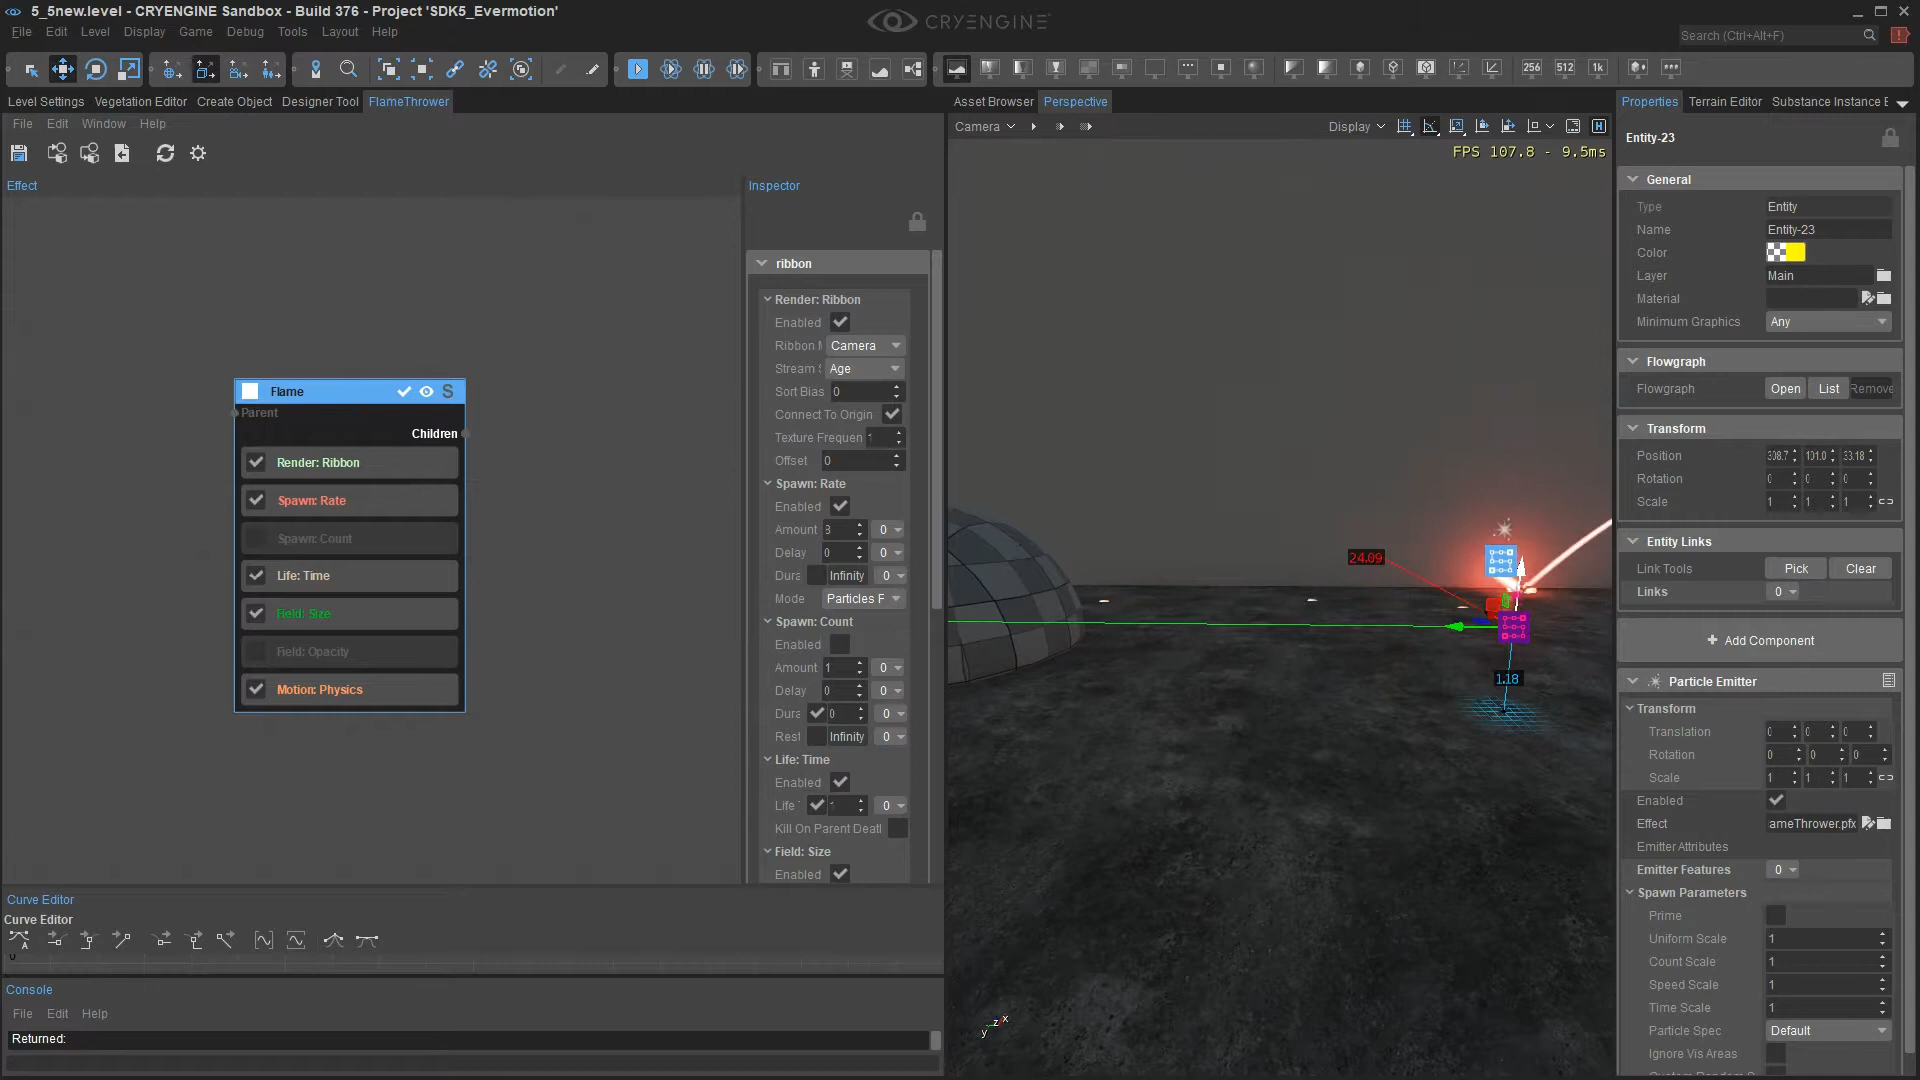 5_5new.level - CRYENGINE Sandbox - Build 376 - Project 'SDK5_Evermotion'
CRYENGINE
File Edit Level Display Game Debug Tools Layout Help
Search (Ctrl+Alt+F)
256 512 1k
Level Settings Vegetation Editor Create Object Designer Tool FlameThrower
File Edit Window Help
Effect
Flame S
Parent
Children
Render: Ribbon
Spawn: Rate
Spawn: Count
Life: Time
Field: Size
Field: Opacity
Motion: Physics
Inspector
ribbon
Render: Ribbon
Enabled
Ribbon M Camera
Stream S Age
Sort Bias 0
Connect To Origin
Texture Frequen 1
Offset 0
Spawn: Rate
Enabled
Amount 8 0
Delay 0 0
Dura Infinity 0
Mode Particles F
Spawn: Count
Enabled
Amount 1 0
Delay 0 0
Dura 0 0
Rest Infinity 0
Life: Time
Enabled
Life 1 0
Kill On Parent Deatl
Field: Size
Enabled
Curve Editor
Curve Editor
A
0
Console
File Edit Help
Returned:
Asset Browser Perspective
Camera Display H
FPS 107.8 - 9.5ms
24.09
1.18
z x
y
Properties Terrain Editor Substance Instance E
Entity-23
General
Type Entity
Name Entity-23
Color
Layer Main
Material
Minimum Graphics Any
Flowgraph
Flowgraph Open List Remove
Transform
Position 308.7 101.0 33.18
Rotation 0 0 0
Scale 1 1 1
Entity Links
Link Tools Pick Clear
Links 0
+ Add Component
Particle Emitter
Transform
Translation 0 0 0
Rotation 0 0 0
Scale 1 1 1
Enabled
Effect ameThrower.pfx
Emitter Attributes
Emitter Features 0
Spawn Parameters
Prime
Uniform Scale 1
Count Scale 1
Speed Scale 1
Time Scale 1
Particle Spec Default
Ignore Vis Areas